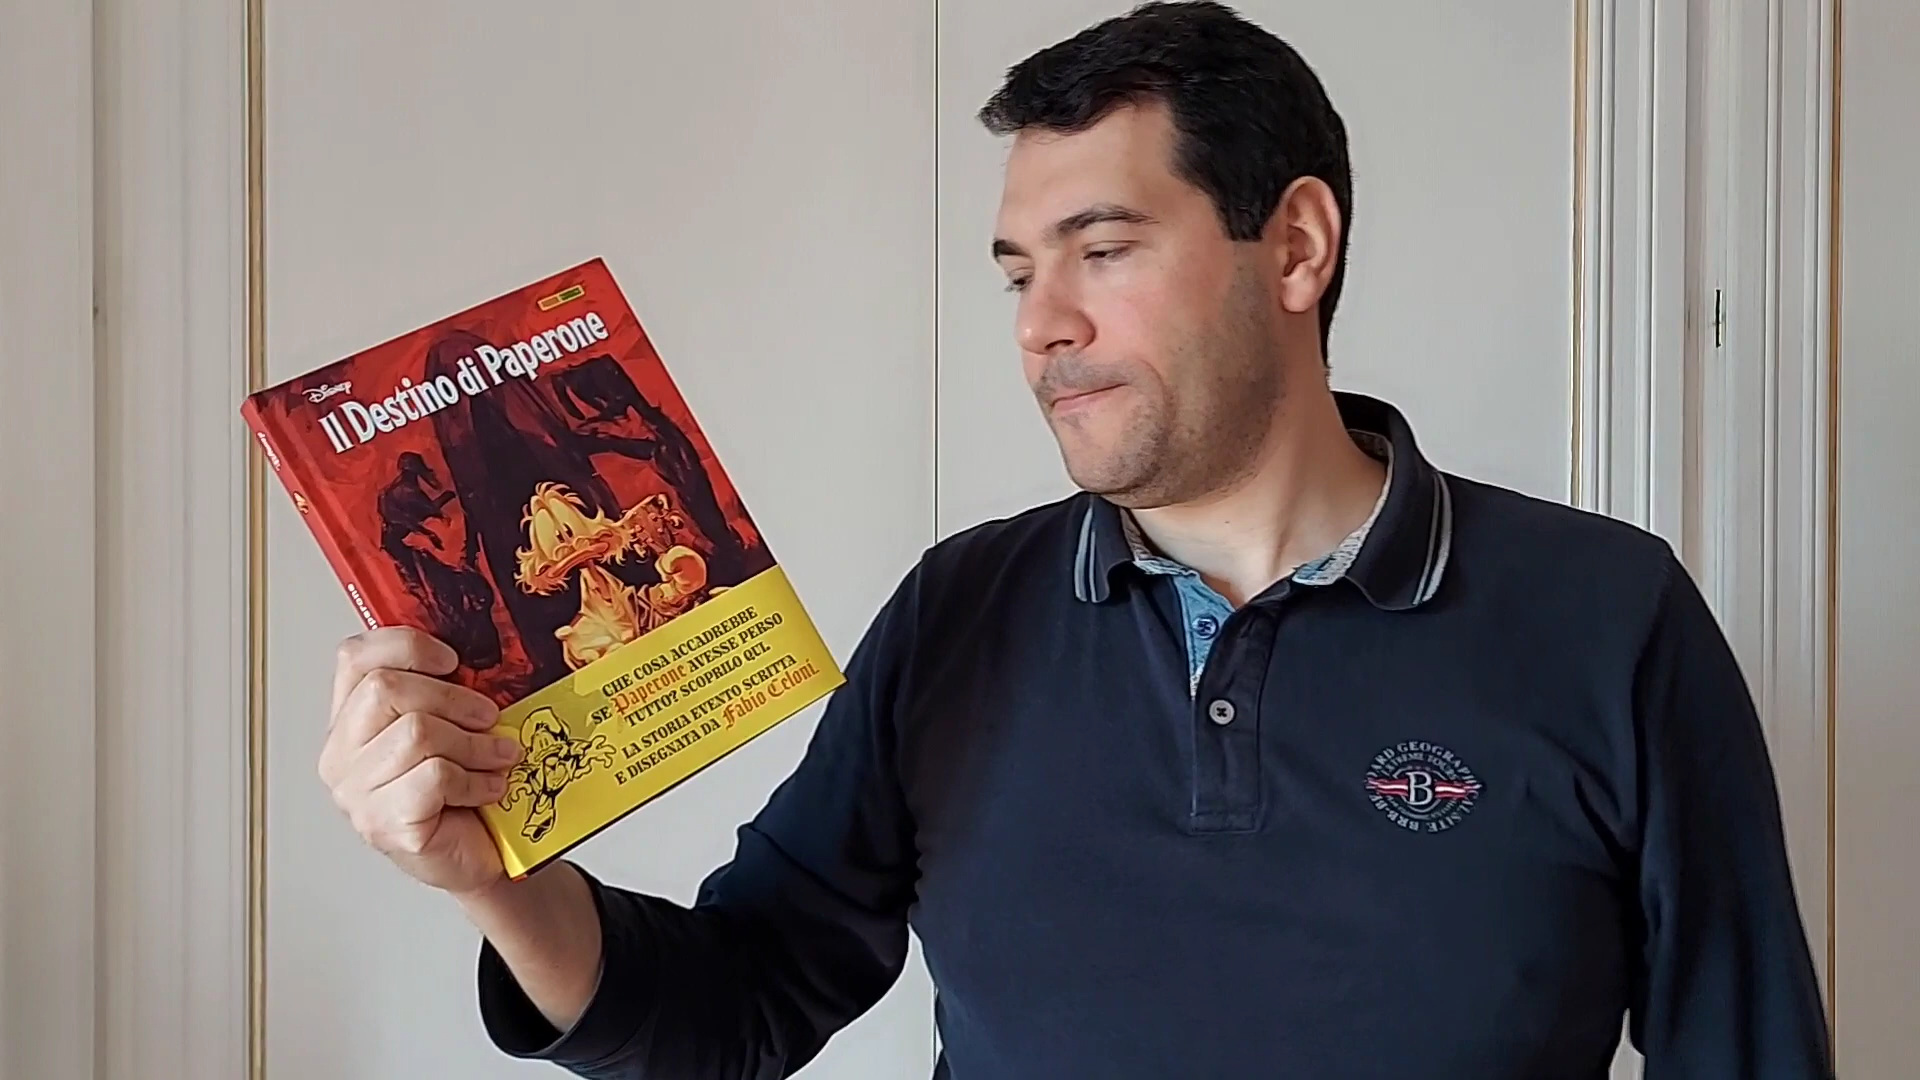 Disney
Il Destino di Paperone
CHE COSA ACCADREBBE
SE Paperone AVESSE PERSO
TUTTO? SCOPRILO QUI.
LA STORIA EVENTO SCRITTA
E DISEGNATA DA Fabio Celoni.
B